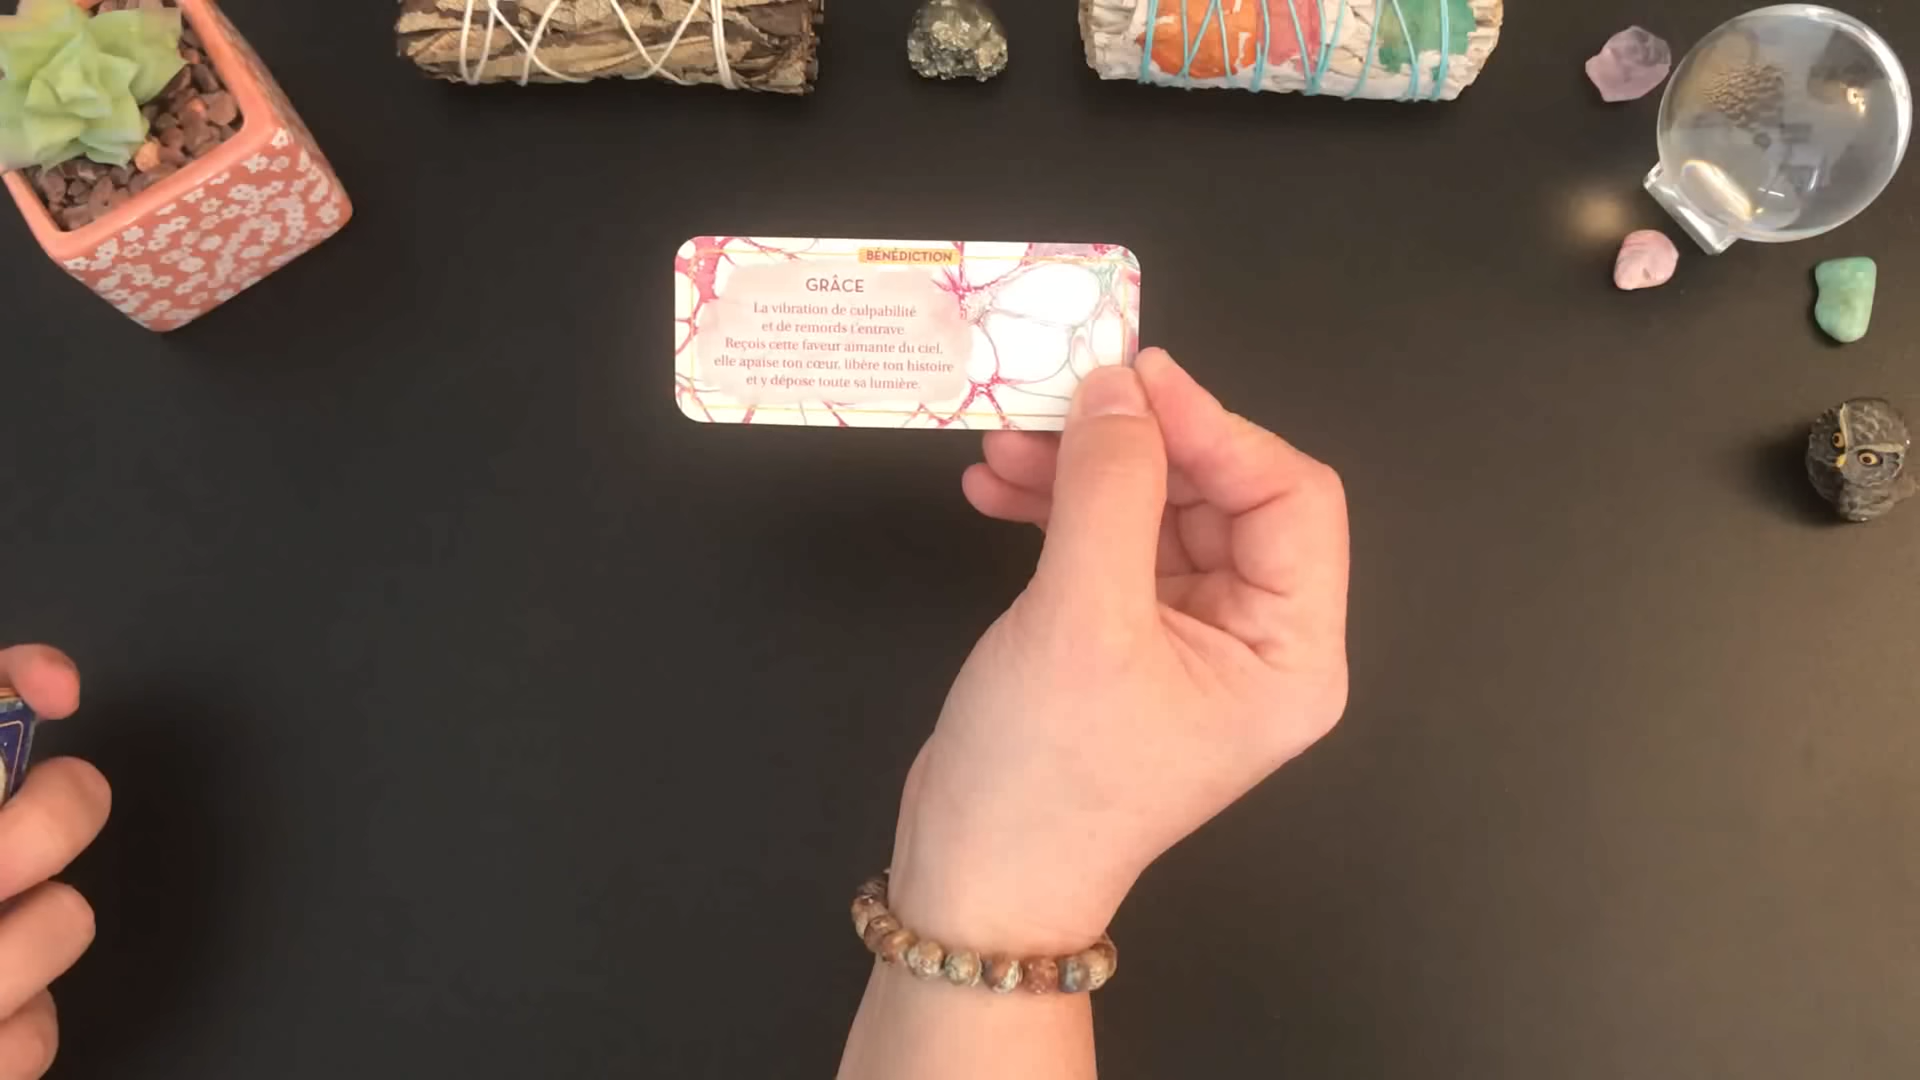 BÉNÉDICTION
GRÂCE
La vibration de culpabilité
et de remords t'entrave.
Reçois cette faveur aimante du ciel,
elle apaise ton cœur, libère ton histoire
et y dépose toute sa lumière.